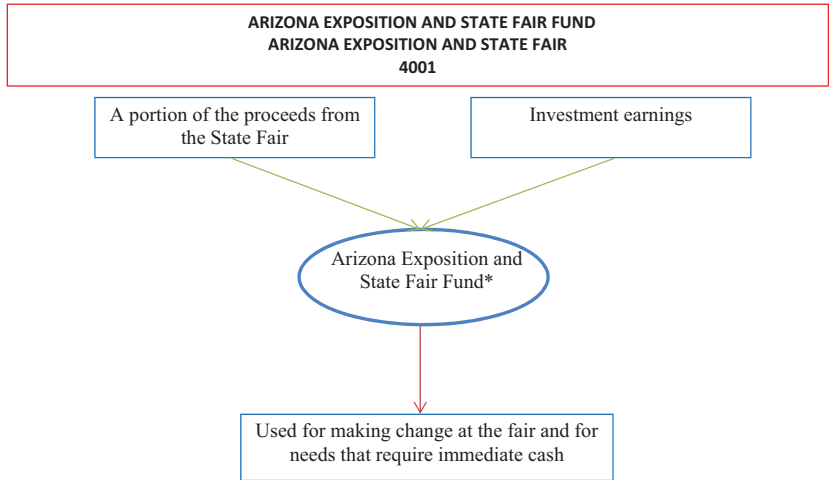 ARIZONA EXPOSITION AND STATE FAIR FUND
ARIZONA EXPOSITION AND STATE FAIR
4001
A portion of the proceeds from
the State Fair
Investment earnings
Arizona Exposition and
State Fair Fund*
Used for making change at the fair and for
needs that require immediate cash